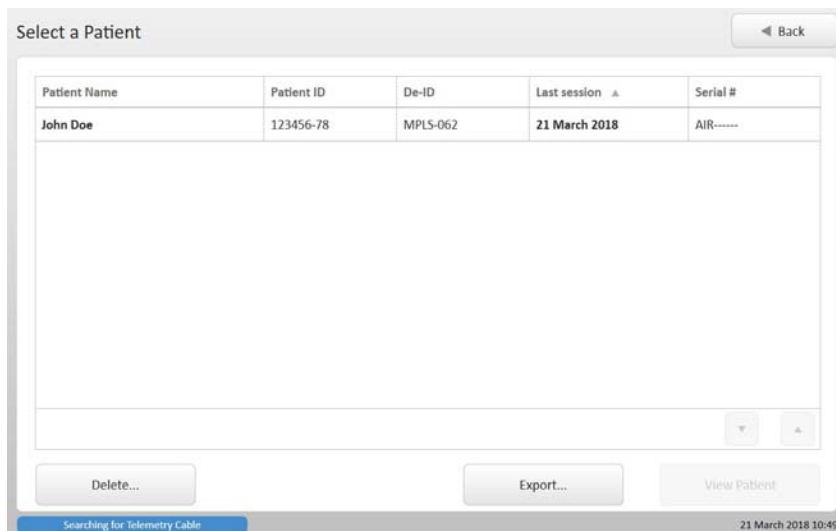 Select a Patient
Back
Patient Name Patient ID De-ID Last session Serial #
John Doe 123456-78 MPLS-062 21 March 2018 AIR------
Delete... Export... View Patient
Searching for Telemetry Cable 21 March 2018 10:49